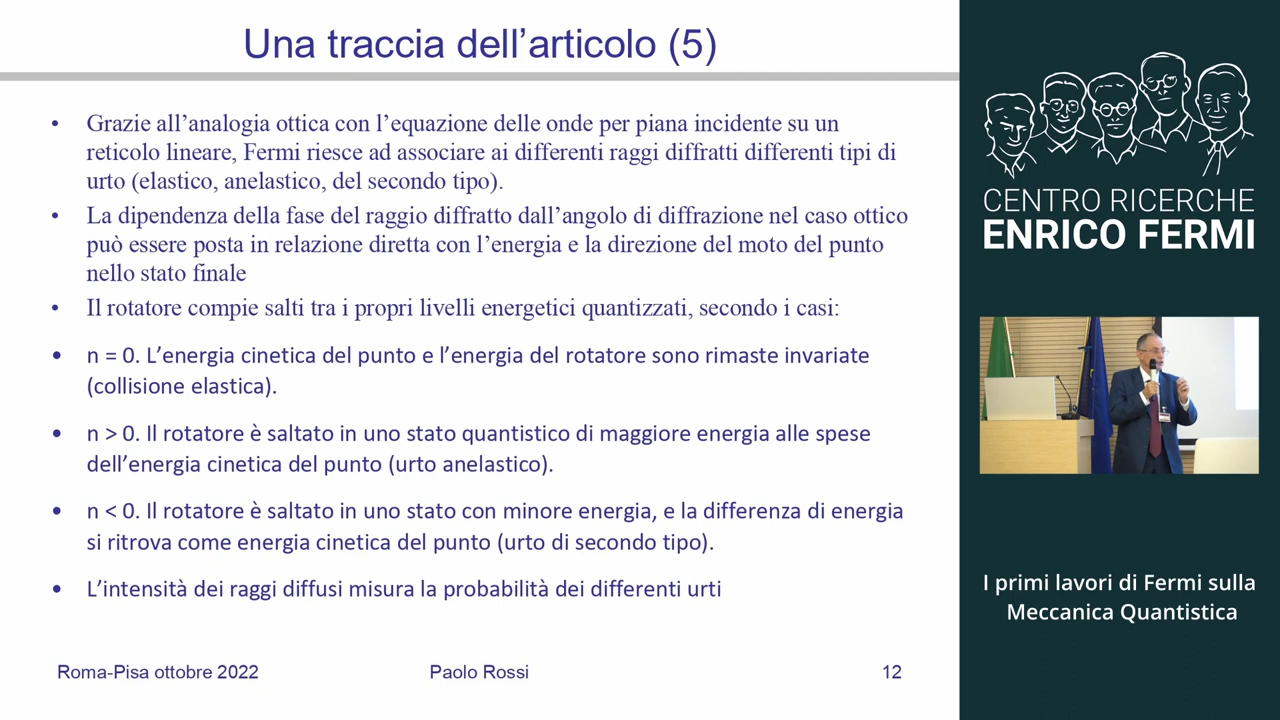 Una traccia dell’articolo (5)
• Grazie all’analogia ottica con l’equazione delle onde per piana incidente su un
reticolo lineare, Fermi riesce ad associare ai differenti raggi diffratti differenti tipi di
urto (elastico, anelastico, del secondo tipo).
• La dipendenza della fase del raggio diffratto dall’angolo di diffrazione nel caso ottico
può essere posta in relazione diretta con l’energia e la direzione del moto del punto
nello stato finale
• Il rotatore compie salti tra i propri livelli energetici quantizzati, secondo i casi:
• n = 0. L’energia cinetica del punto e l’energia del rotatore sono rimaste invariate
(collisione elastica).
• n > 0. Il rotatore è saltato in uno stato quantistico di maggiore energia alle spese
dell’energia cinetica del punto (urto anelastico).
• n < 0. Il rotatore è saltato in uno stato con minore energia, e la differenza di energia
si ritrova come energia cinetica del punto (urto di secondo tipo).
• L’intensità dei raggi diffusi misura la probabilità dei differenti urti
Roma-Pisa ottobre 2022
Paolo Rossi
12
CENTRO RICERCHE
ENRICO FERMI
I primi lavori di Fermi sulla
Meccanica Quantistica